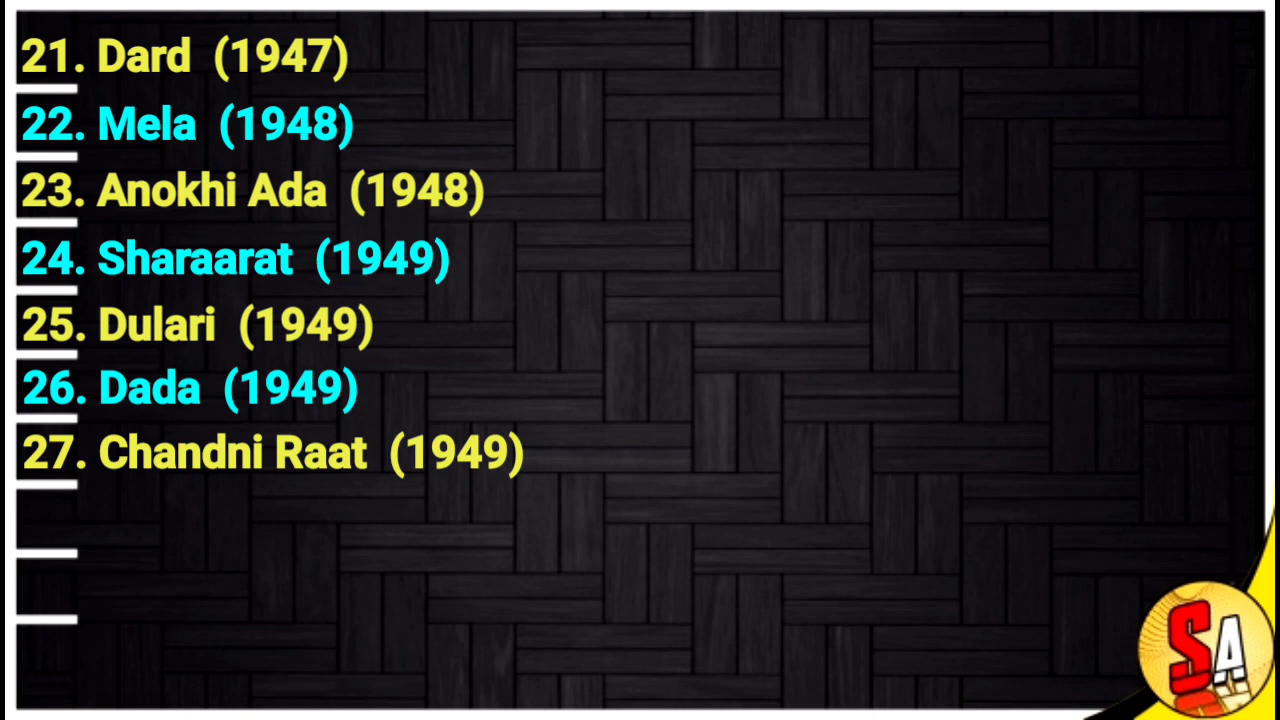 21. Dard (1947)
22. Mela (1948)
23. Anokhi Ada (1948)
24. Sharaarat (1949)
25. Dulari (1949)
26. Dada (1949)
27. Chandni Raat (1949)
SA